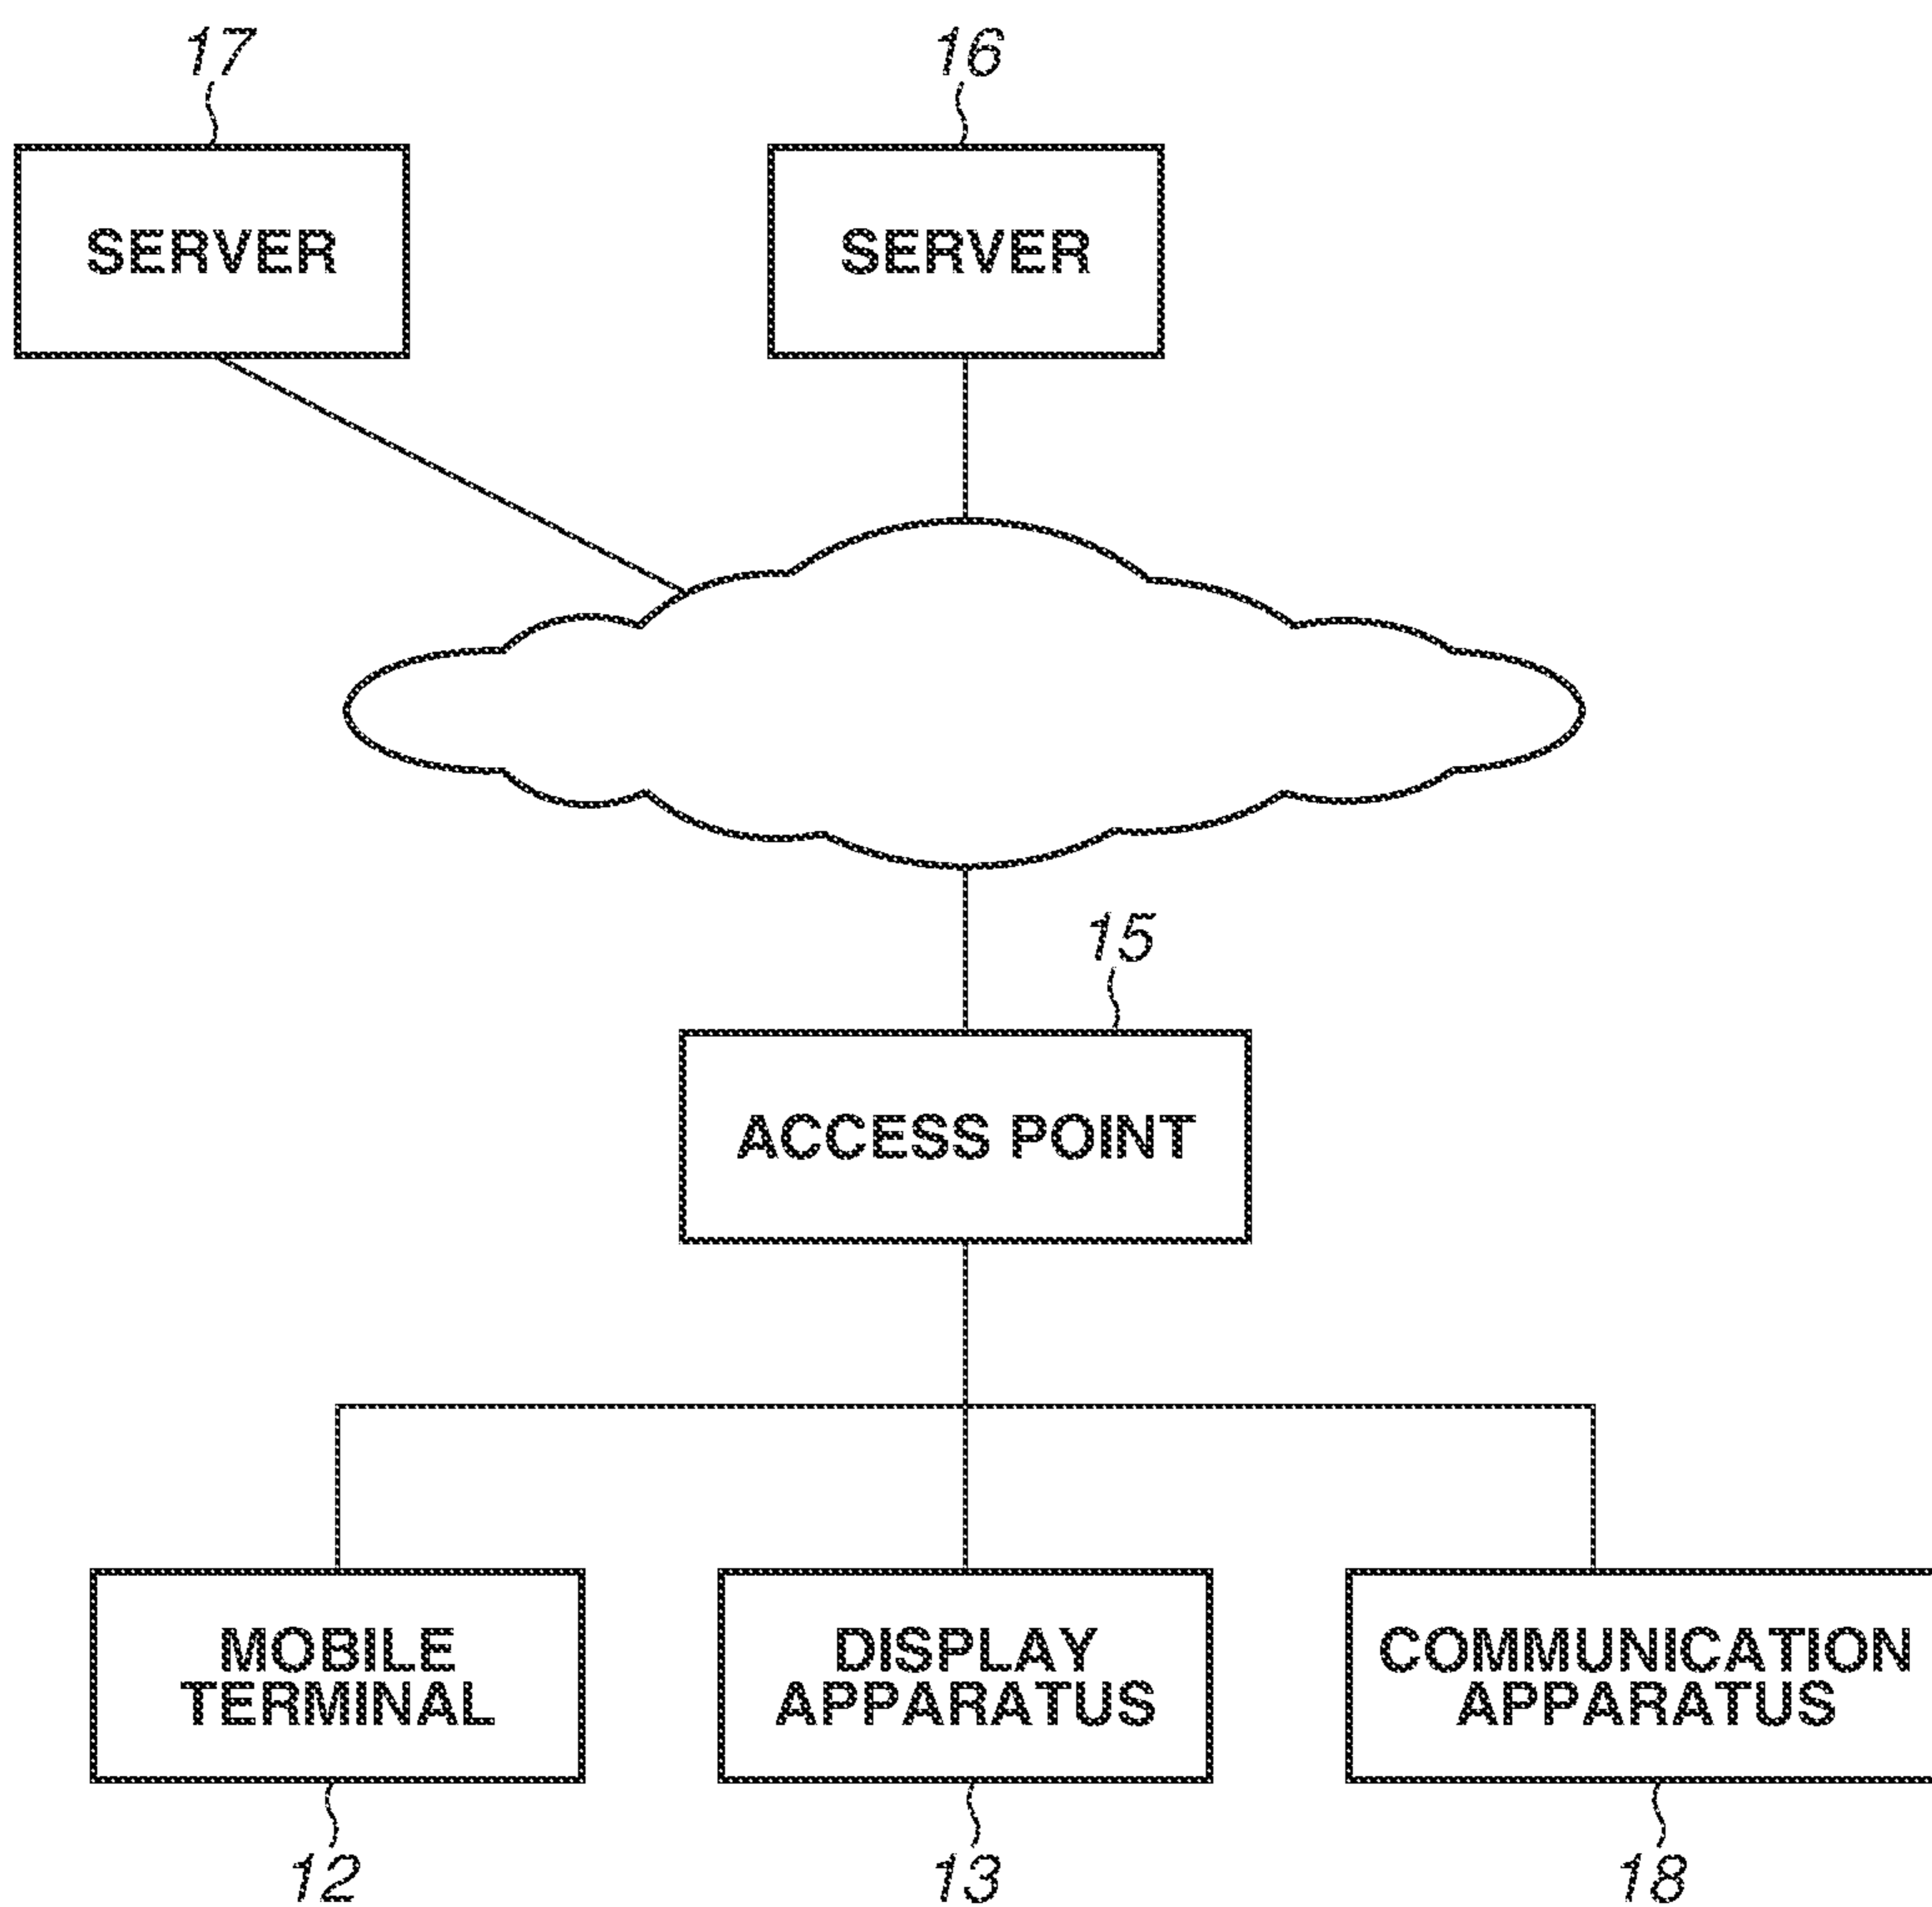 17
16
SERVER
SERVER
15
ACCESS POINT
MOBILE
TERMINAL
DISPLAY
APPARATUS
COMMUNICATION
APPARATUS
12
13
18